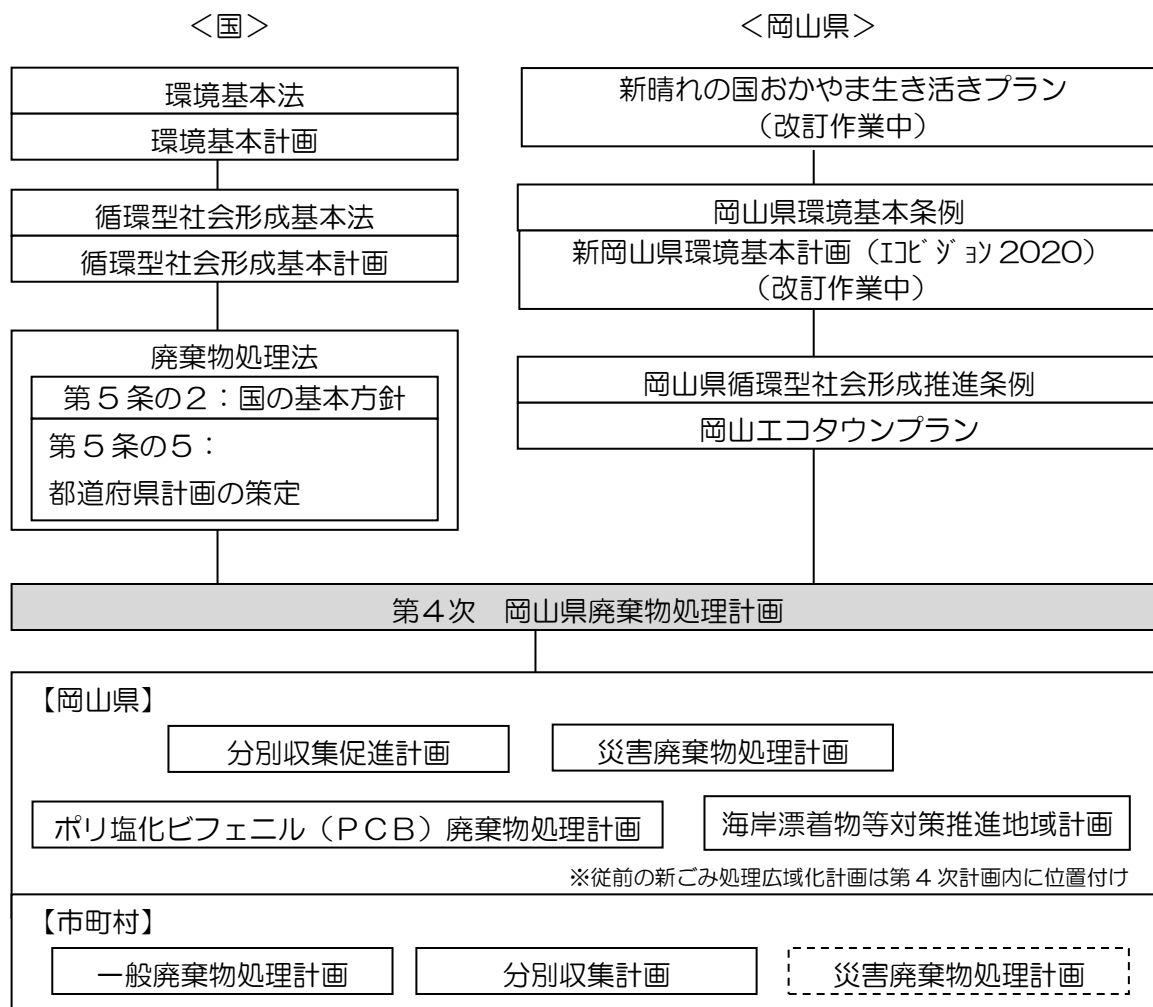 ＜国＞
環境基本法
環境基本計画
循環型社会形成基本法
循環型社会形成基本計画
廃棄物処理法
第５条の２：国の基本方針
第５条の５：
都道府県計画の策定
＜岡山県＞
新晴れの国おかやま生き活きプラン
（改訂作業中）
岡山県環境基本条例
新岡山県環境基本計画（ｴｺﾋﾞｼﾞｮﾝ 2020）
（改訂作業中）
岡山県循環型社会形成推進条例
岡山エコタウンプラン
第４次　岡山県廃棄物処理計画
【岡山県】
分別収集促進計画
災害廃棄物処理計画
ポリ塩化ビフェニル（ＰＣＢ）廃棄物処理計画
海岸漂着物等対策推進地域計画
※従前の新ごみ処理広域化計画は第 4 次計画内に位置付け
【市町村】
一般廃棄物処理計画
分別収集計画
災害廃棄物処理計画